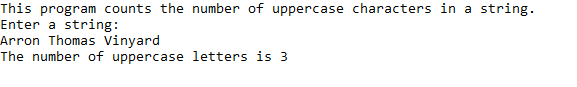 This program counts the number of uppercase characters in a string.
Enter a string:
Arron Thomas Vinyard
The number of uppercase letters is 3